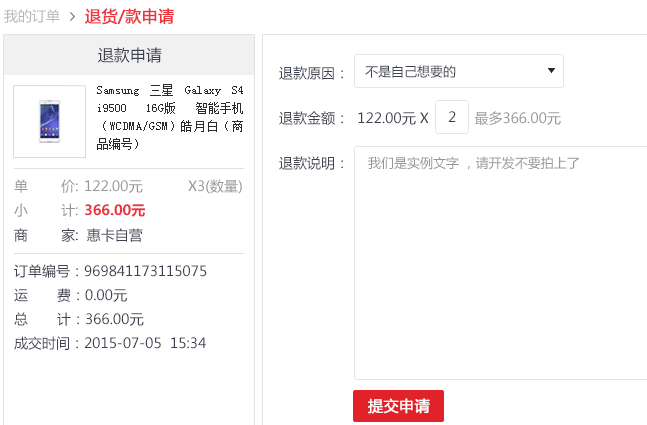 我的订单 > 退货/款申请
退款申请
Samsung 三星 Galaxy S4
i9500 16G版 智能手机
（WCDMA/GSM）皓月白（商
品编号）
单 价: 122.00元 X3(数量)
小 计: 366.00元
商 家: 惠卡自营
订单编号：969841173115075
运 费：0.00元
总 计：366.00元
成交时间：2015-07-05 15:34
退款原因： 不是自己想要的
退款金额： 122.00元 X 2 最多366.00元
退款说明： 我们是实例文字 ，请开发不要拍上了
提交申请